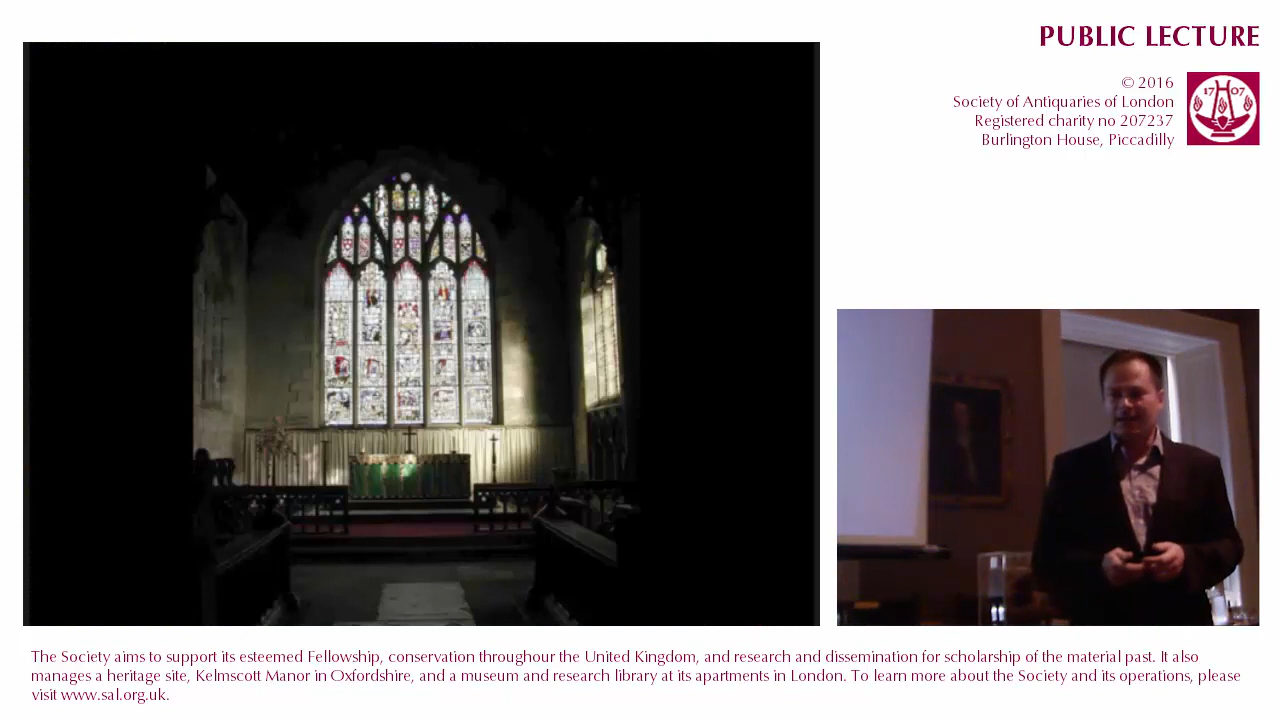 PUBLIC LECTURE
© 2016
Society of Antiquaries of London
Registered charity no 207237
Burlington House, Piccadilly
17 07
The Society aims to support its esteemed Fellowship, conservation throughour the United Kingdom, and research and dissemination for scholarship of the material past. It also
manages a heritage site, Kelmscott Manor in Oxfordshire, and a museum and research library at its apartments in London. To learn more about the Society and its operations, please
visit www.sal.org.uk.